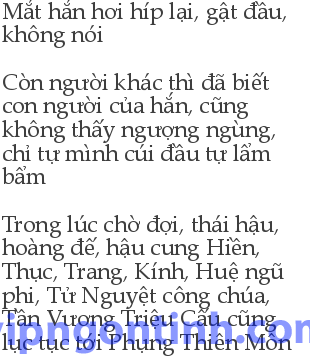 Mắt hắn hơi híp lại, gật đầu,
không nói
Còn người khác thì đã biết
con người của hắn, cũng
không thấy ngượng ngùng,
chỉ tự mình cúi đầu tự lẩm
bẩm
Trong lúc chờ đợi, thái hậu,
hoàng đế, hậu cung Hiền,
Thục, Trang, Kính, Huệ ngũ
phi, Tử Nguyệt công chúa,
Tần Vương Triệu Cấu cũng
lục tục tới Phụng Thiên Môn